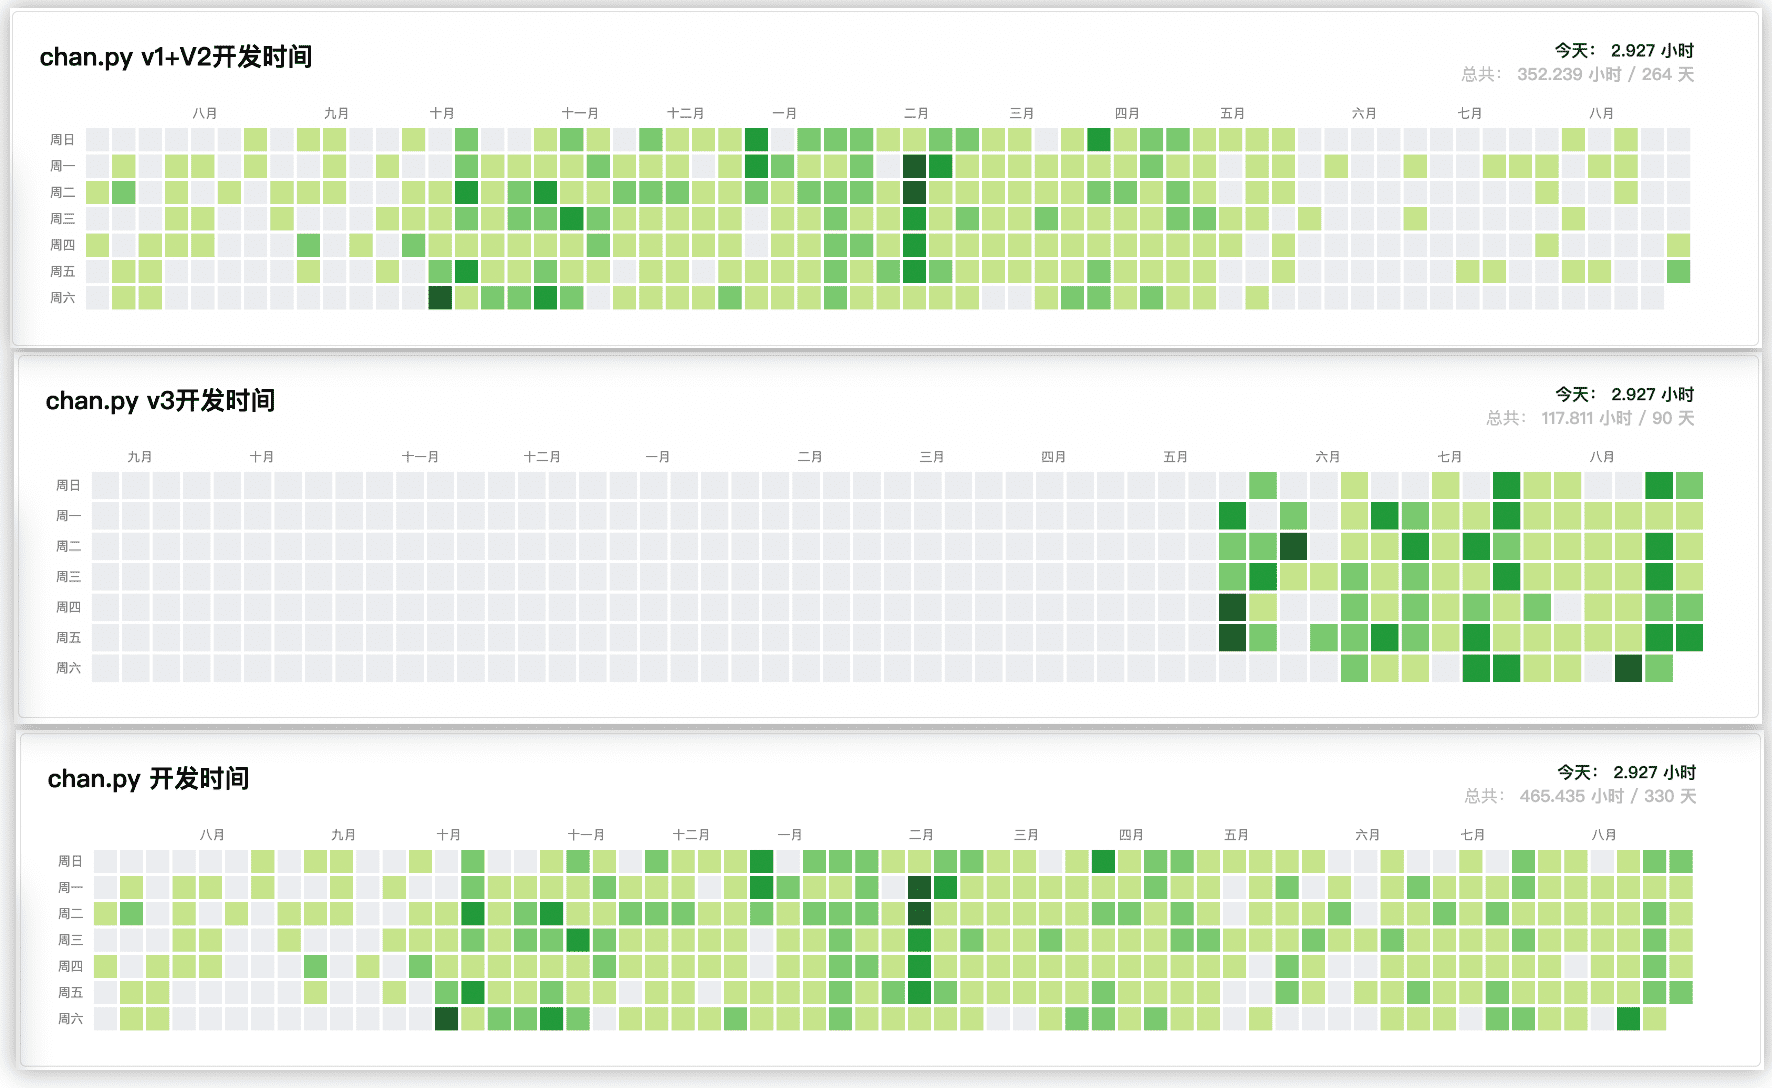 chan.py v1+V2开发时间
今天： 2.927 小时
总共： 352.239 小时 / 264 天
八月 九月 十月 十一月 十二月 一月 二月 三月 四月 五月 六月 七月 八月
周日
周一
周二
周三
周四
周五
周六
chan.py v3开发时间
今天： 2.927 小时
总共： 117.811 小时 / 90 天
九月 十月 十一月 十二月 一月 二月 三月 四月 五月 六月 七月 八月
周日
周一
周二
周三
周四
周五
周六
chan.py 开发时间
今天： 2.927 小时
总共： 465.435 小时 / 330 天
八月 九月 十月 十一月 十二月 一月 二月 三月 四月 五月 六月 七月 八月
周日
周一
周二
周三
周四
周五
周六